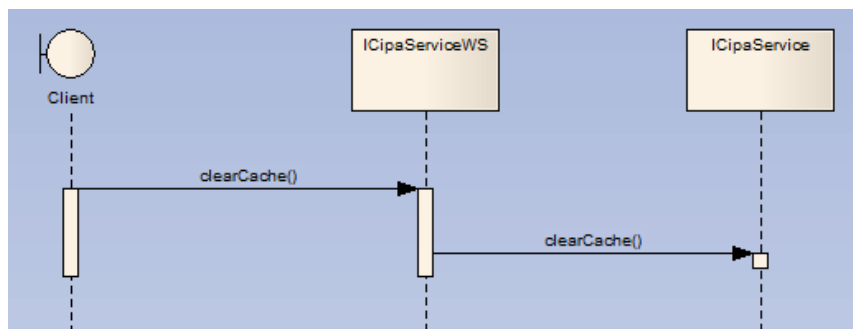 ICipaServiceWS
ICipaService
Client
clearCache()
clearCache()